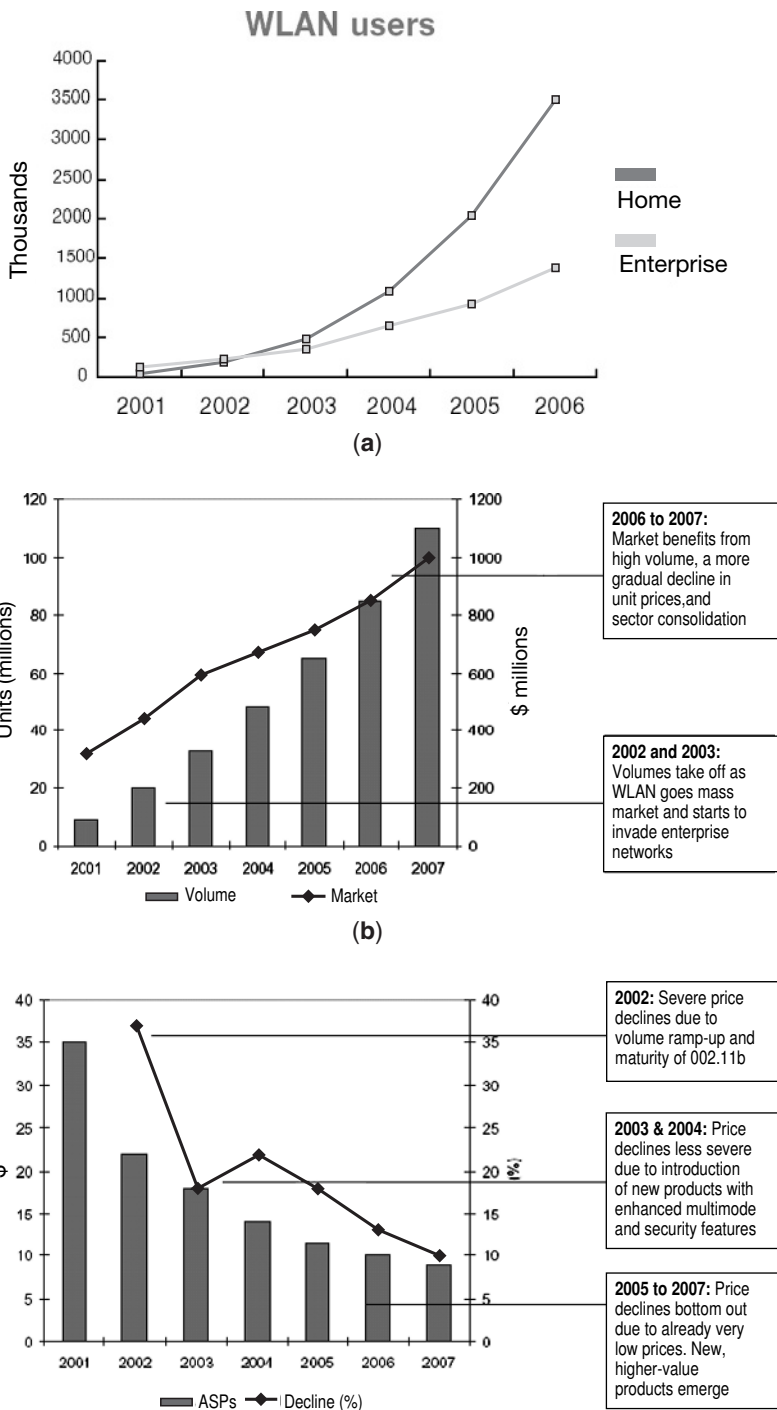 WLAN users
4000
3500
3000
2500
2000
1500
1000
500
0
Thousands
2001 2002 2003 2004 2005 2006
Home
Enterprise
(a)
120
100
80
60
40
20
0
Units (millions)
1200
1000
800
600
400
200
0
$ millions
2001 2002 2003 2004 2005 2006 2007
Volume Market
2006 to 2007:
Market benefits from
high volume, a more
gradual decline in
unit prices,and
sector consolidation
2002 and 2003:
Volumes take off as
WLAN goes mass
market and starts to
invade enterprise
networks
(b)
40
35
30
25
20
15
10
5
0
$
40
35
30
25
20
15
10
5
0
(%)
2001 2002 2003 2004 2005 2006 2007
ASPs Decline (%)
2002: Severe price
declines due to
volume ramp-up and
maturity of 002.11b
2003 & 2004: Price
declines less severe
due to introduction
of new products with
enhanced multimode
and security features
2005 to 2007: Price
declines bottom out
due to already very
low prices. New,
higher-value
products emerge